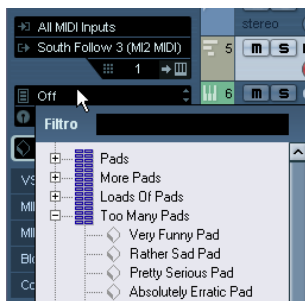 All MIDI Inputs
South Follow 3 (MI2 MIDI)
1
Off
stereo
5 m S
6 m S
Filtro
Pads
More Pads
Loads Of Pads
Too Many Pads
Very Funny Pad
Rather Sad Pad
Pretty Serious Pad
Absolutely Erratic Pad